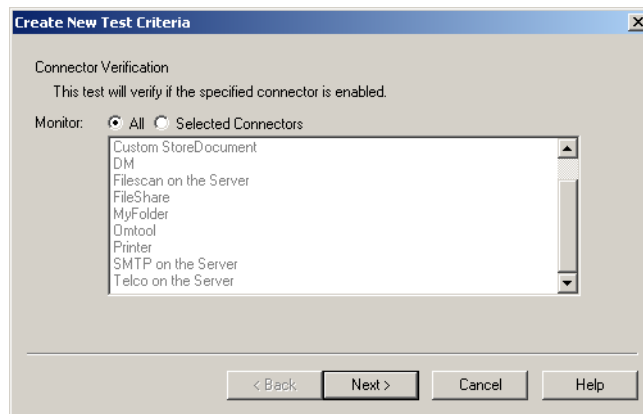 Create New Test Criteria
Connector Verification
This test will verify if the specified connector is enabled.
Monitor: All Selected Connectors
Custom StoreDocument
DM
Filescan on the Server
FileShare
MyFolder
Omtool
Printer
SMTP on the Server
Telco on the Server
< Back Next > Cancel Help